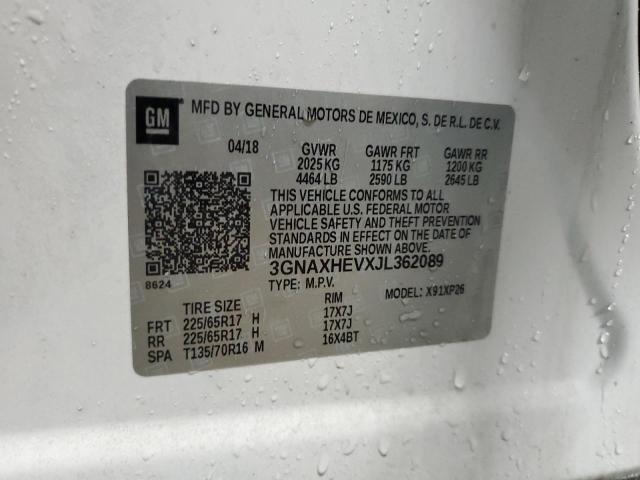 GM
MFD BY GENERAL MOTORS DE MEXICO, S. DE R.L. DE C.V.
04/18 GVWR GAWR FRT GAWR RR
2025 KG 1175 KG 1200 KG
4464 LB 2590 LB 2645 LB
THIS VEHICLE CONFORMS TO ALL
APPLICABLE U.S. FEDERAL MOTOR
VEHICLE SAFETY AND THEFT PREVENTION
STANDARDS IN EFFECT ON THE DATE OF
MANUFACTURE SHOWN ABOVE.
8624
3GNAXHEVXJL362089
TYPE: M.P.V. MODEL: X91XP26
TIRE SIZE RIM
FRT 225/65R17 H 17X7J
RR 225/65R17 H 17X7J
SPA T135/70R16 M 16X4BT